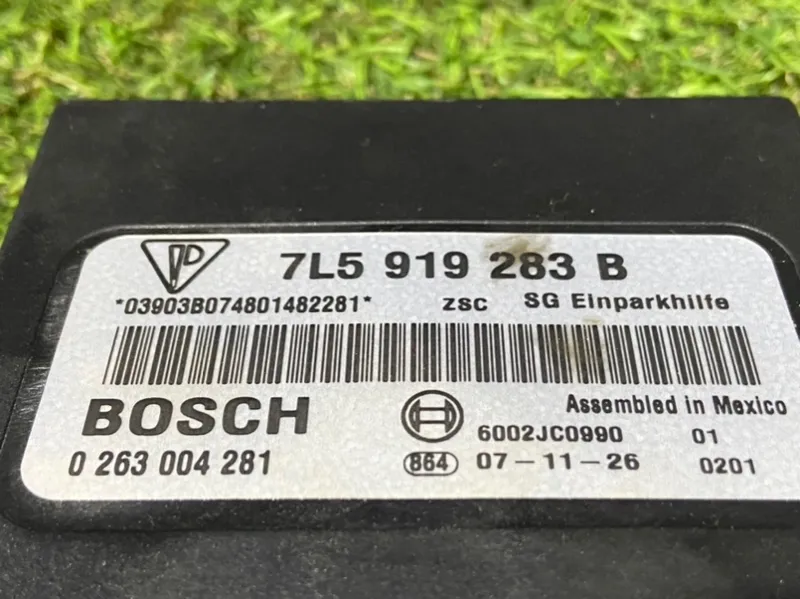 7L5 919 283 B
*03903B074801482281* ZSC SG Einparkhilfe
BOSCH
Assembled in Mexico
6002JC0990 01
0 263 004 281
864 07-11-26 0201